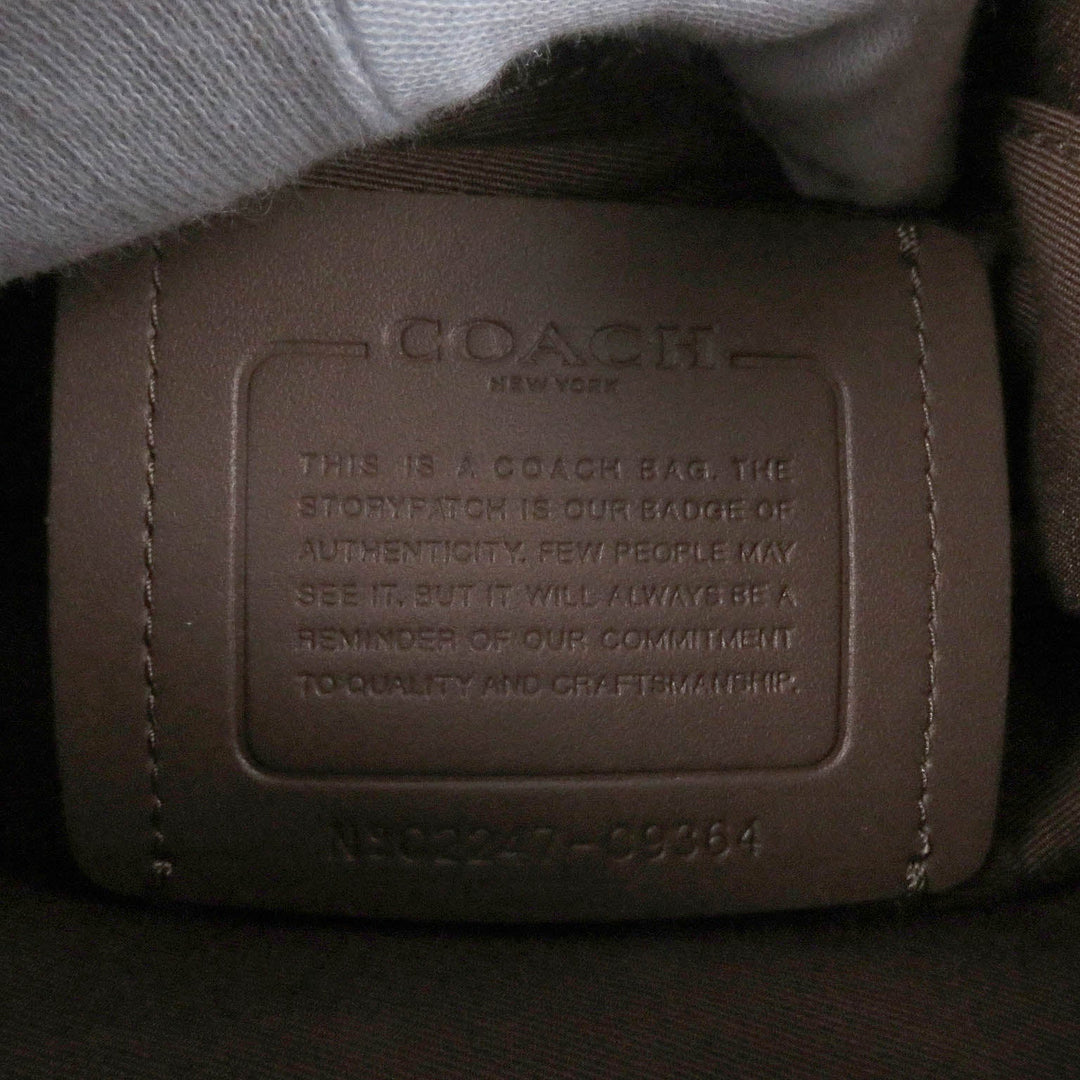 COACH
NEW YORK
THIS IS A COACH BAG. THE
STORYPATCH IS OUR BADGE OF
AUTHENTICITY. FEW PEOPLE MAY
SEE IT, BUT IT WILL ALWAYS BE A
REMINDER OF OUR COMMITMENT
TO QUALITY AND CRAFTSMANSHIP.